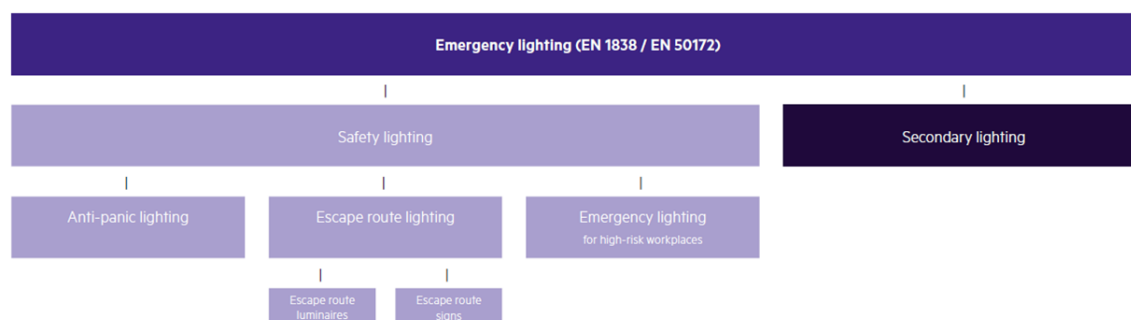 Emergency lighting (EN 1838 / EN 50172)
Safety lighting
Secondary lighting
Anti-panic lighting
Escape route lighting
Emergency lighting
for high-risk workplaces
Escape route
luminaires
Escape route
signs